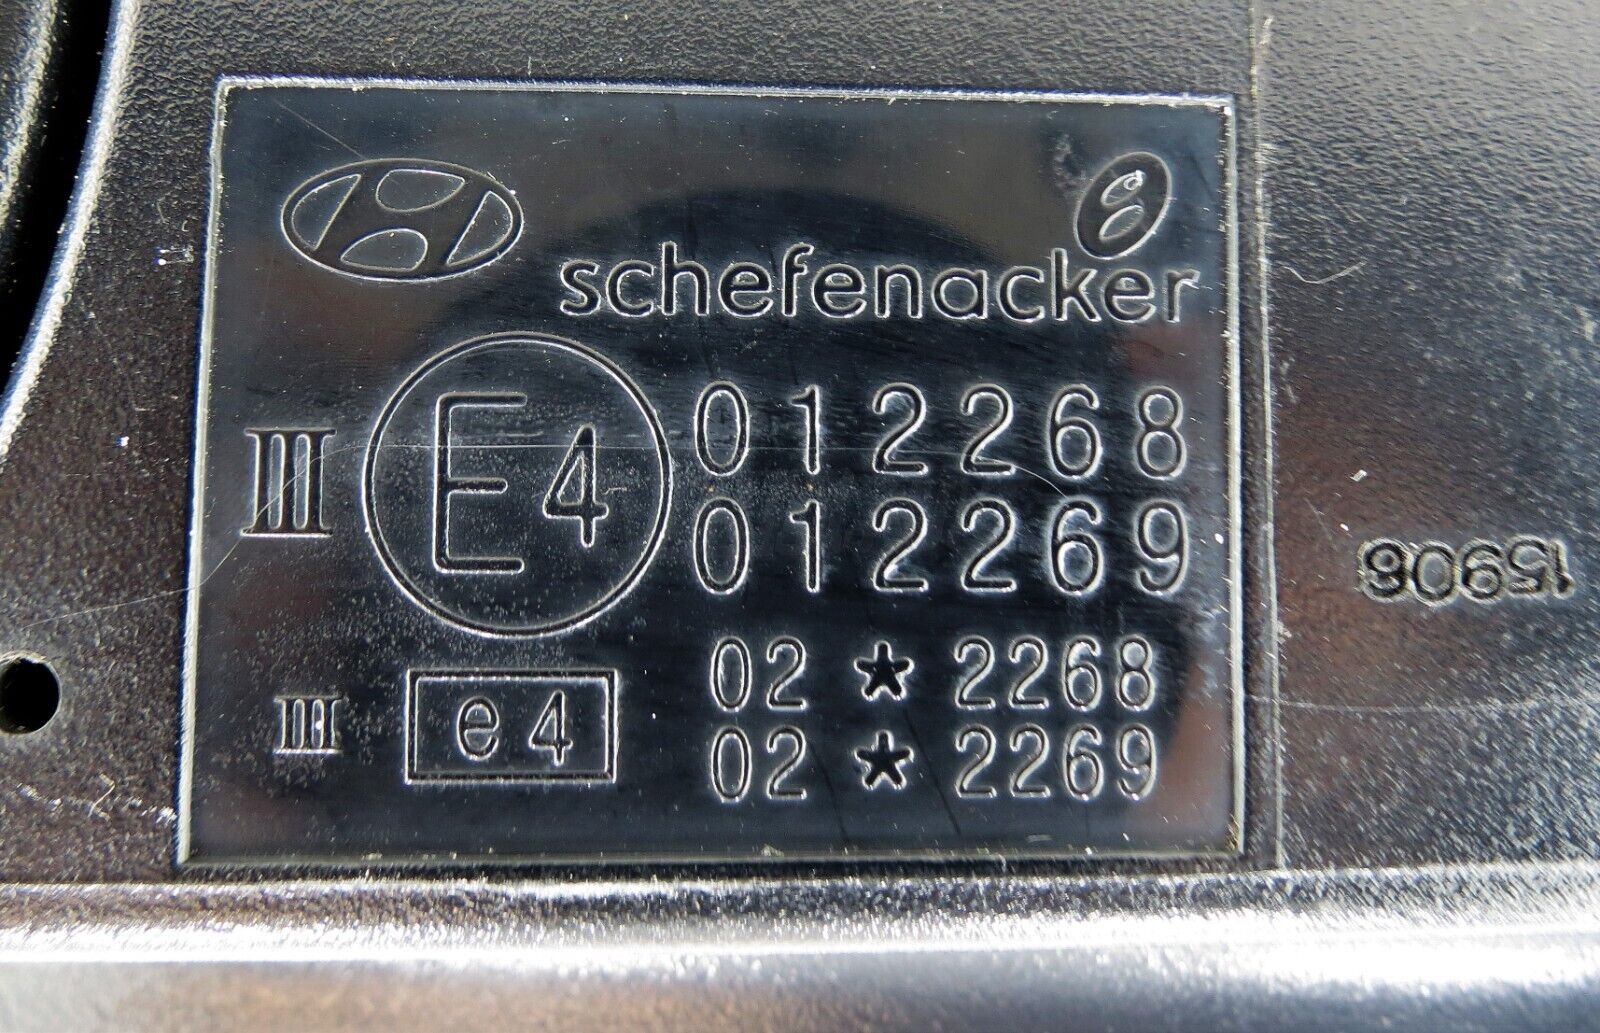 schefenacker
III E4 012268
012269
III e4 02 * 2268
02 * 2269
15908